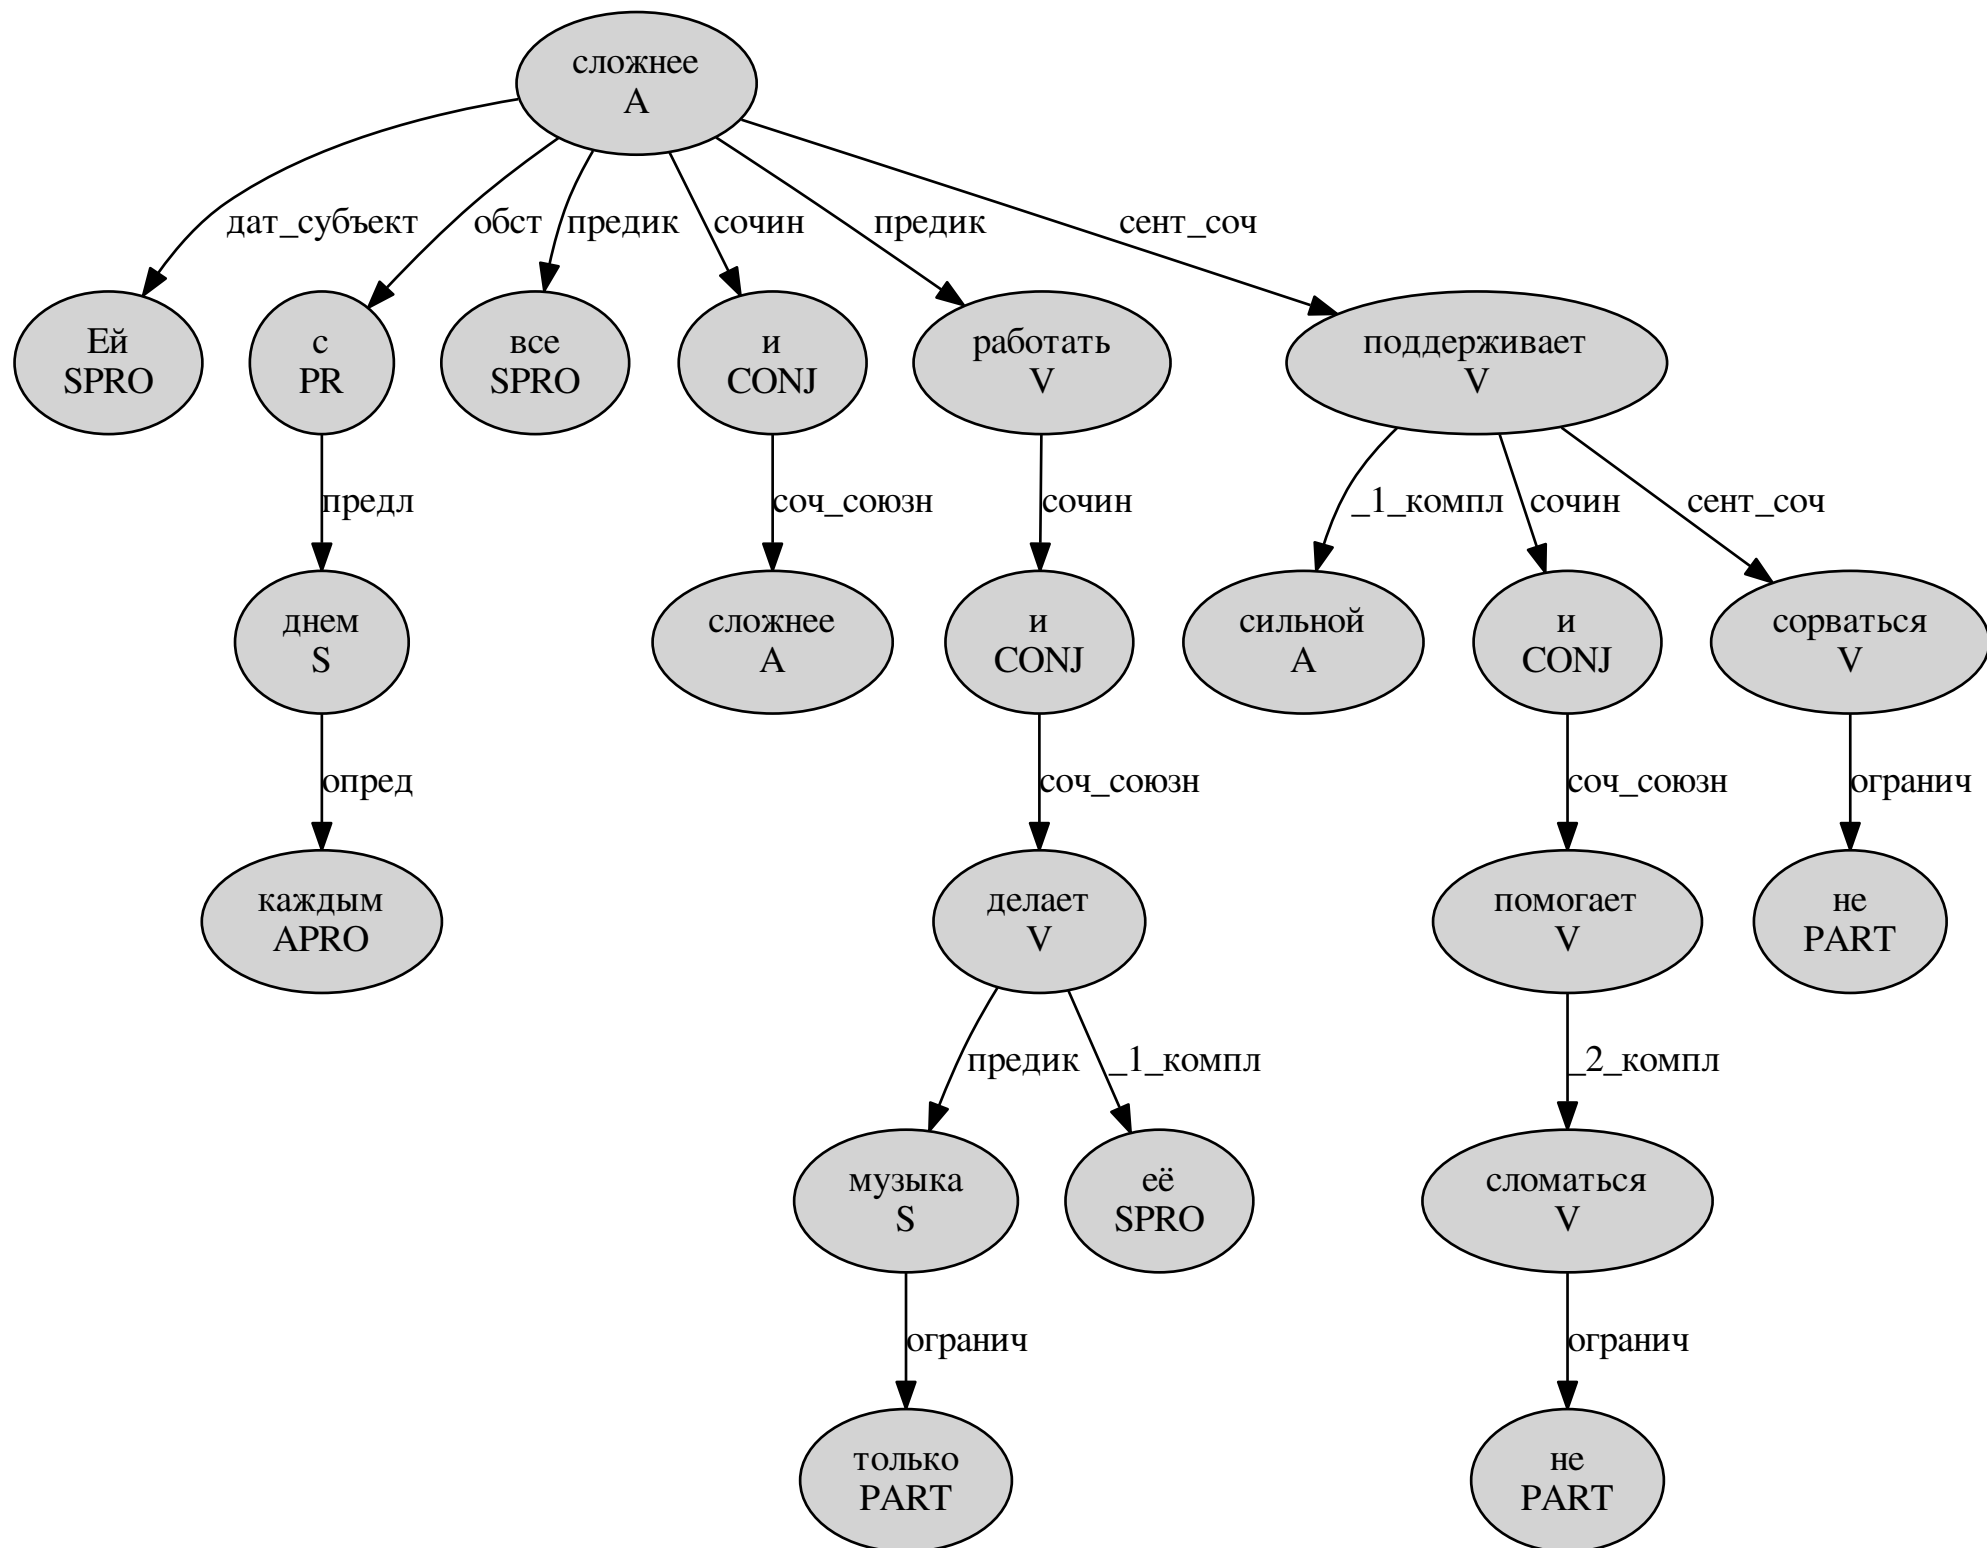 сложнее
A
дат_субъект
обст
предик
сочин
предик
сент_соч
Ей
SPRO
с
PR
все
SPRO
и
CONJ
работать
V
поддерживает
V
предл
соч_союзн
сочин
_1_компл
сочин
сент_соч
днем
S
сложнее
A
и
CONJ
сильной
A
и
CONJ
сорваться
V
опред
соч_союзн
соч_союзн
огранич
каждым
APRO
делает
V
помогает
V
не
PART
предик
_1_компл
_2_компл
музыка
S
её
SPRO
сломаться
V
огранич
огранич
только
PART
не
PART